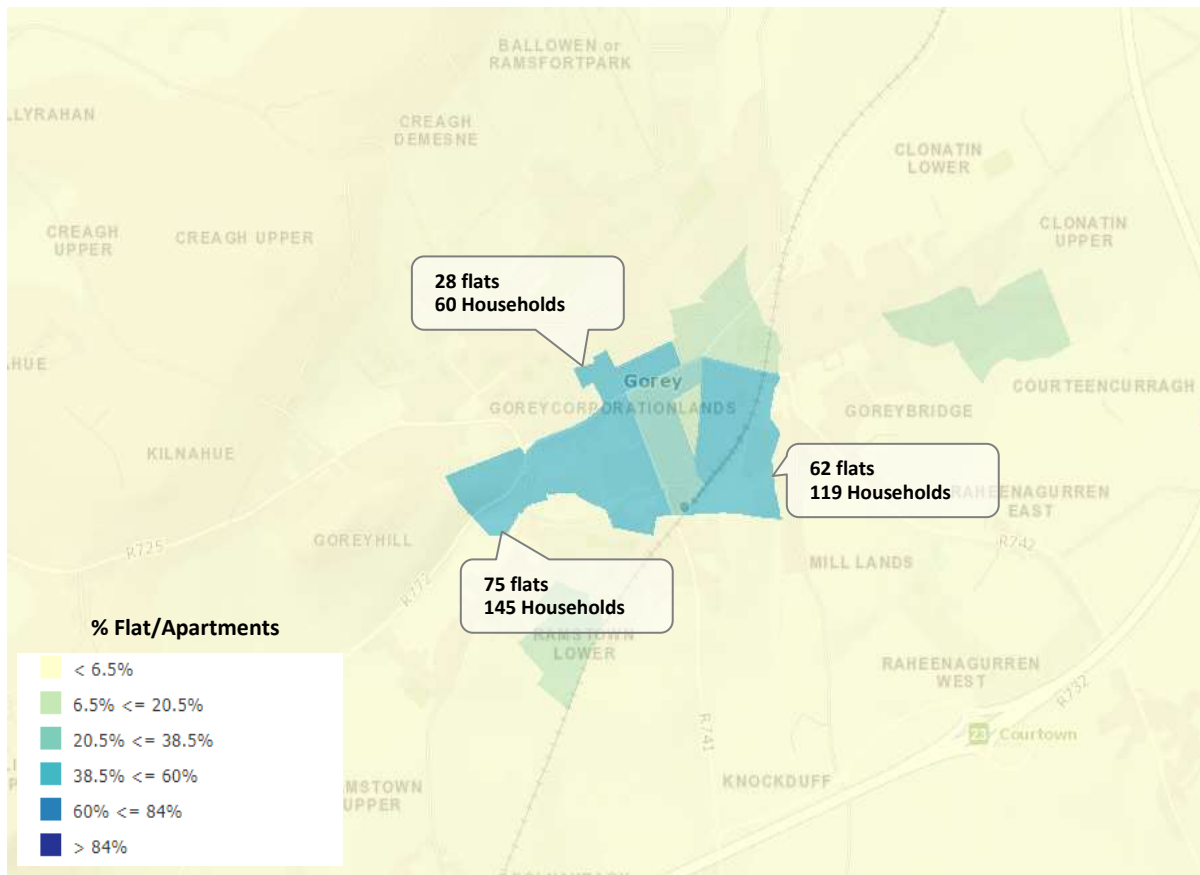 BALLOWEN or
RAMSFORTPARK
LLYRAHAN
CREAGH
DEMESNE
CLONATIN
LOWER
CREAGH
UPPER
CREAGH UPPER
CLONATIN
UPPER
28 flats
60 Households
AHUE
Gorey
COURTEENCURRAGH
GOREYCORPORATIONLANDS
GOREYBRIDGE
KILNAHUE
62 flats
119 Households
RAHEENAGURREN
EAST
R725
GOREYHILL
R742
MILL LANDS
R772
75 flats
145 Households
RAMSTOWN
LOWER
% Flat/Apartments
< 6.5%
6.5% <= 20.5%
20.5% <= 38.5%
38.5% <= 60%
60% <= 84%
> 84%
RAHEENAGURREN
WEST
R732
R741
23 Courtown
KNOCKDUFF
AMSTOWN
UPPER